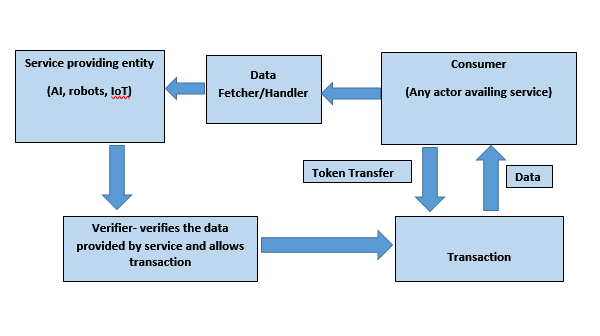 Service providing entity
(AI, robots, IoT)
Data
Fetcher/Handler
Consumer
(Any actor availing service)
Token Transfer
Data
Verifier- verifies the data
provided by service and allows
transaction
Transaction